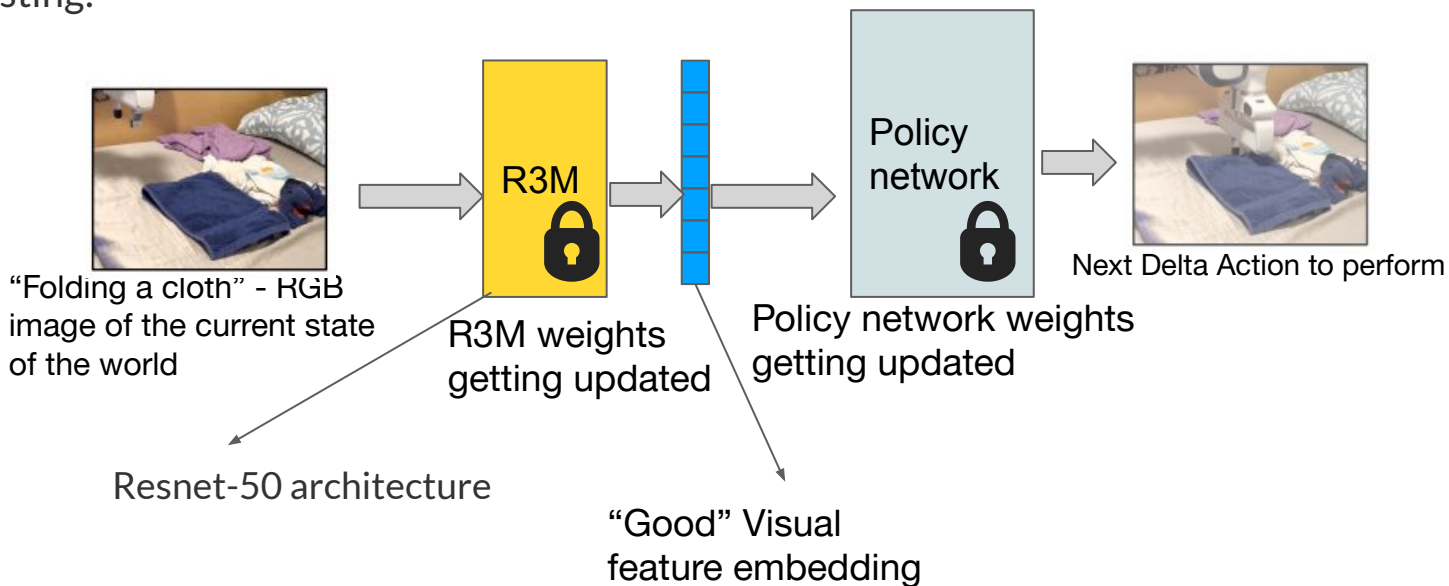 sting:
R3M
Policy
network
Next Delta Action to perform
“Folding a cloth” - RGB
image of the current state
of the world
R3M weights
getting updated
Policy network weights
getting updated
Resnet-50 architecture
“Good” Visual
feature embedding